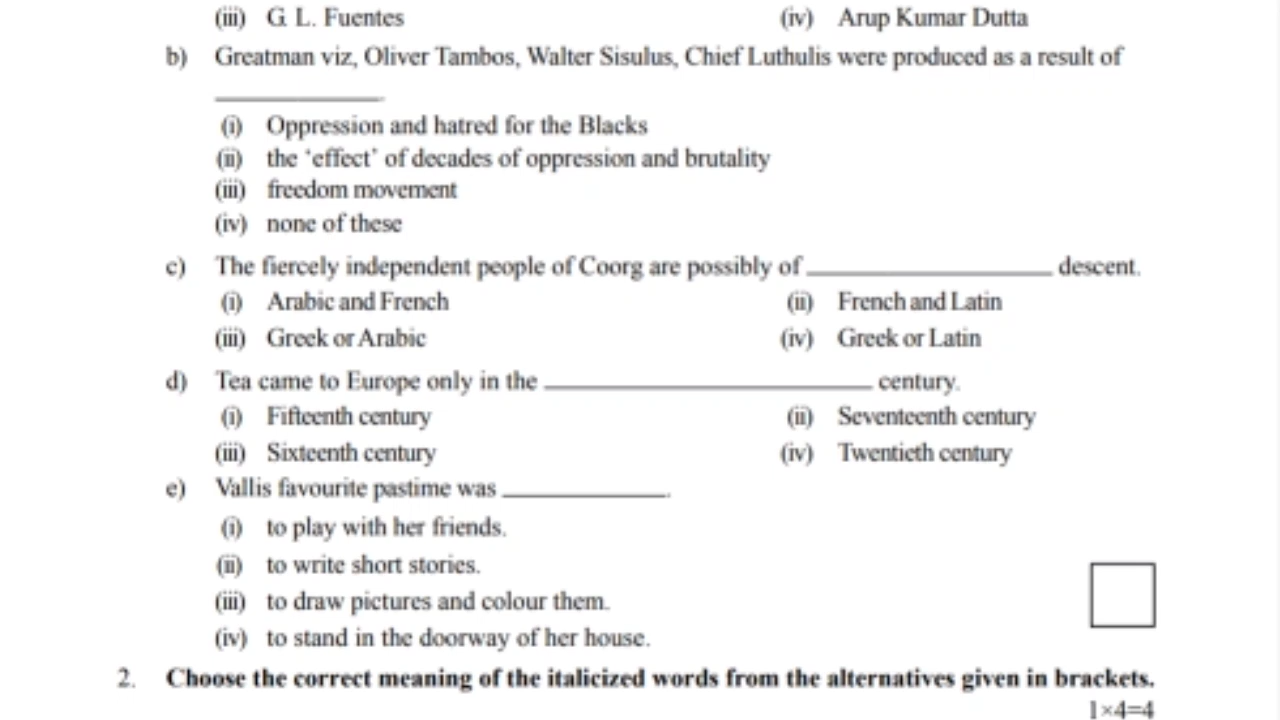 (iii) G. L. Fuentes (iv) Arup Kumar Dutta
b) Greatman viz, Oliver Tambos, Walter Sisulus, Chief Luthulis were produced as a result of
____________.
(i) Oppression and hatred for the Blacks
(ii) the ‘effect’ of decades of oppression and brutality
(iii) freedom movement
(iv) none of these
c) The fiercely independent people of Coorg are possibly of __________________ descent.
(i) Arabic and French (ii) French and Latin
(iii) Greek or Arabic (iv) Greek or Latin
d) Tea came to Europe only in the ________________________ century.
(i) Fifteenth century (ii) Seventeenth century
(iii) Sixteenth century (iv) Twentieth century
e) Vallis favourite pastime was ____________.
(i) to play with her friends.
(ii) to write short stories.
(iii) to draw pictures and colour them.
(iv) to stand in the doorway of her house.
2. Choose the correct meaning of the italicized words from the alternatives given in brackets.
1×4=4